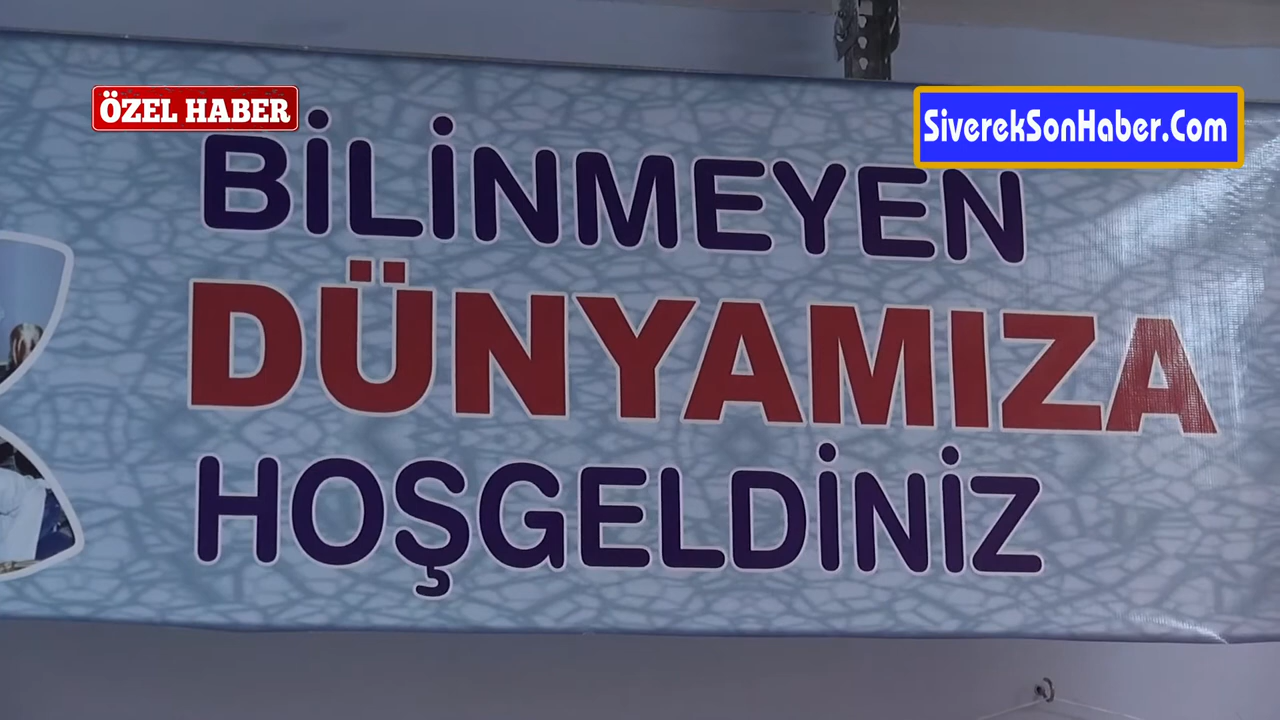 ÖZEL HABER
SiverekSonHaber.Com
BİLİNMEYEN
DÜNYAMIZA
HOŞGELDİNİZ